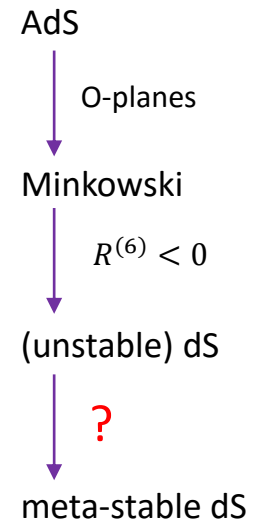 AdS
O-planes
Minkowski
R⁽⁶⁾ < 0
(unstable) dS
?
meta-stable dS